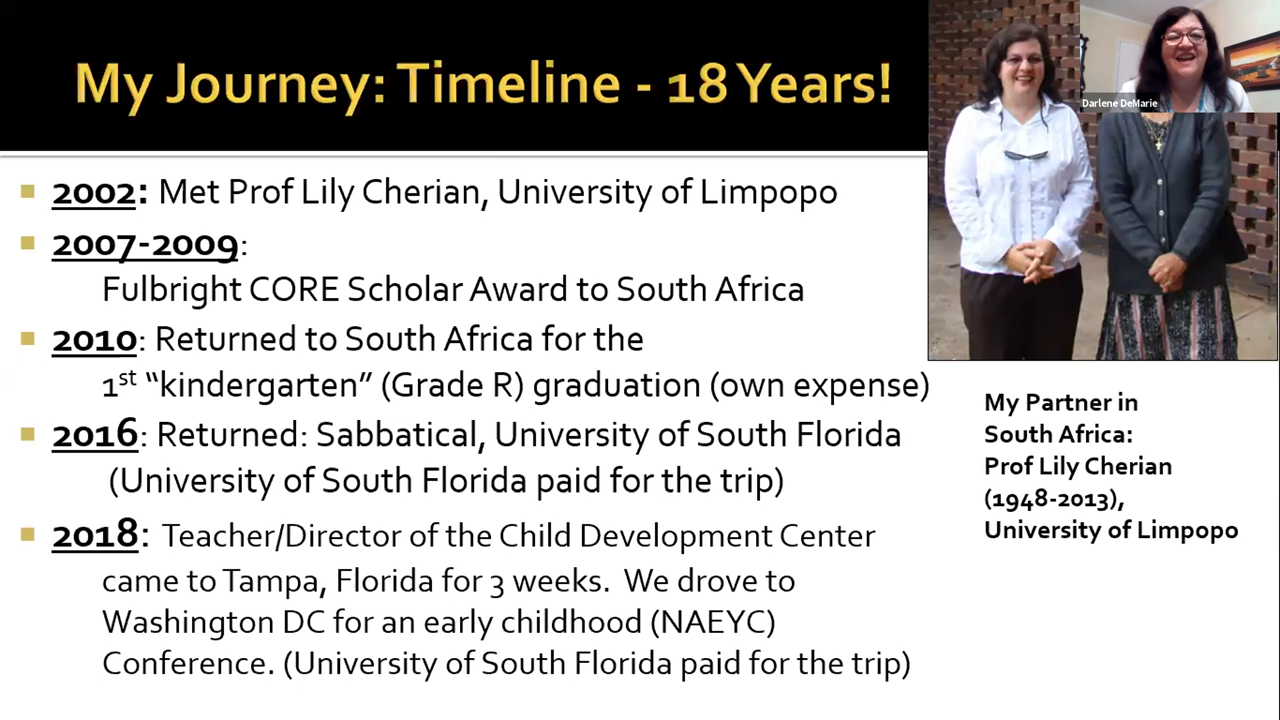 My Journey: Timeline - 18 Years!
Darlene DeMarie
2002: Met Prof Lily Cherian, University of Limpopo
2007-2009:
Fulbright CORE Scholar Award to South Africa
2010: Returned to South Africa for the
1st “kindergarten” (Grade R) graduation (own expense)
2016: Returned: Sabbatical, University of South Florida
(University of South Florida paid for the trip)
2018: Teacher/Director of the Child Development Center
came to Tampa, Florida for 3 weeks. We drove to
Washington DC for an early childhood (NAEYC)
Conference. (University of South Florida paid for the trip)
My Partner in
South Africa:
Prof Lily Cherian
(1948-2013),
University of Limpopo